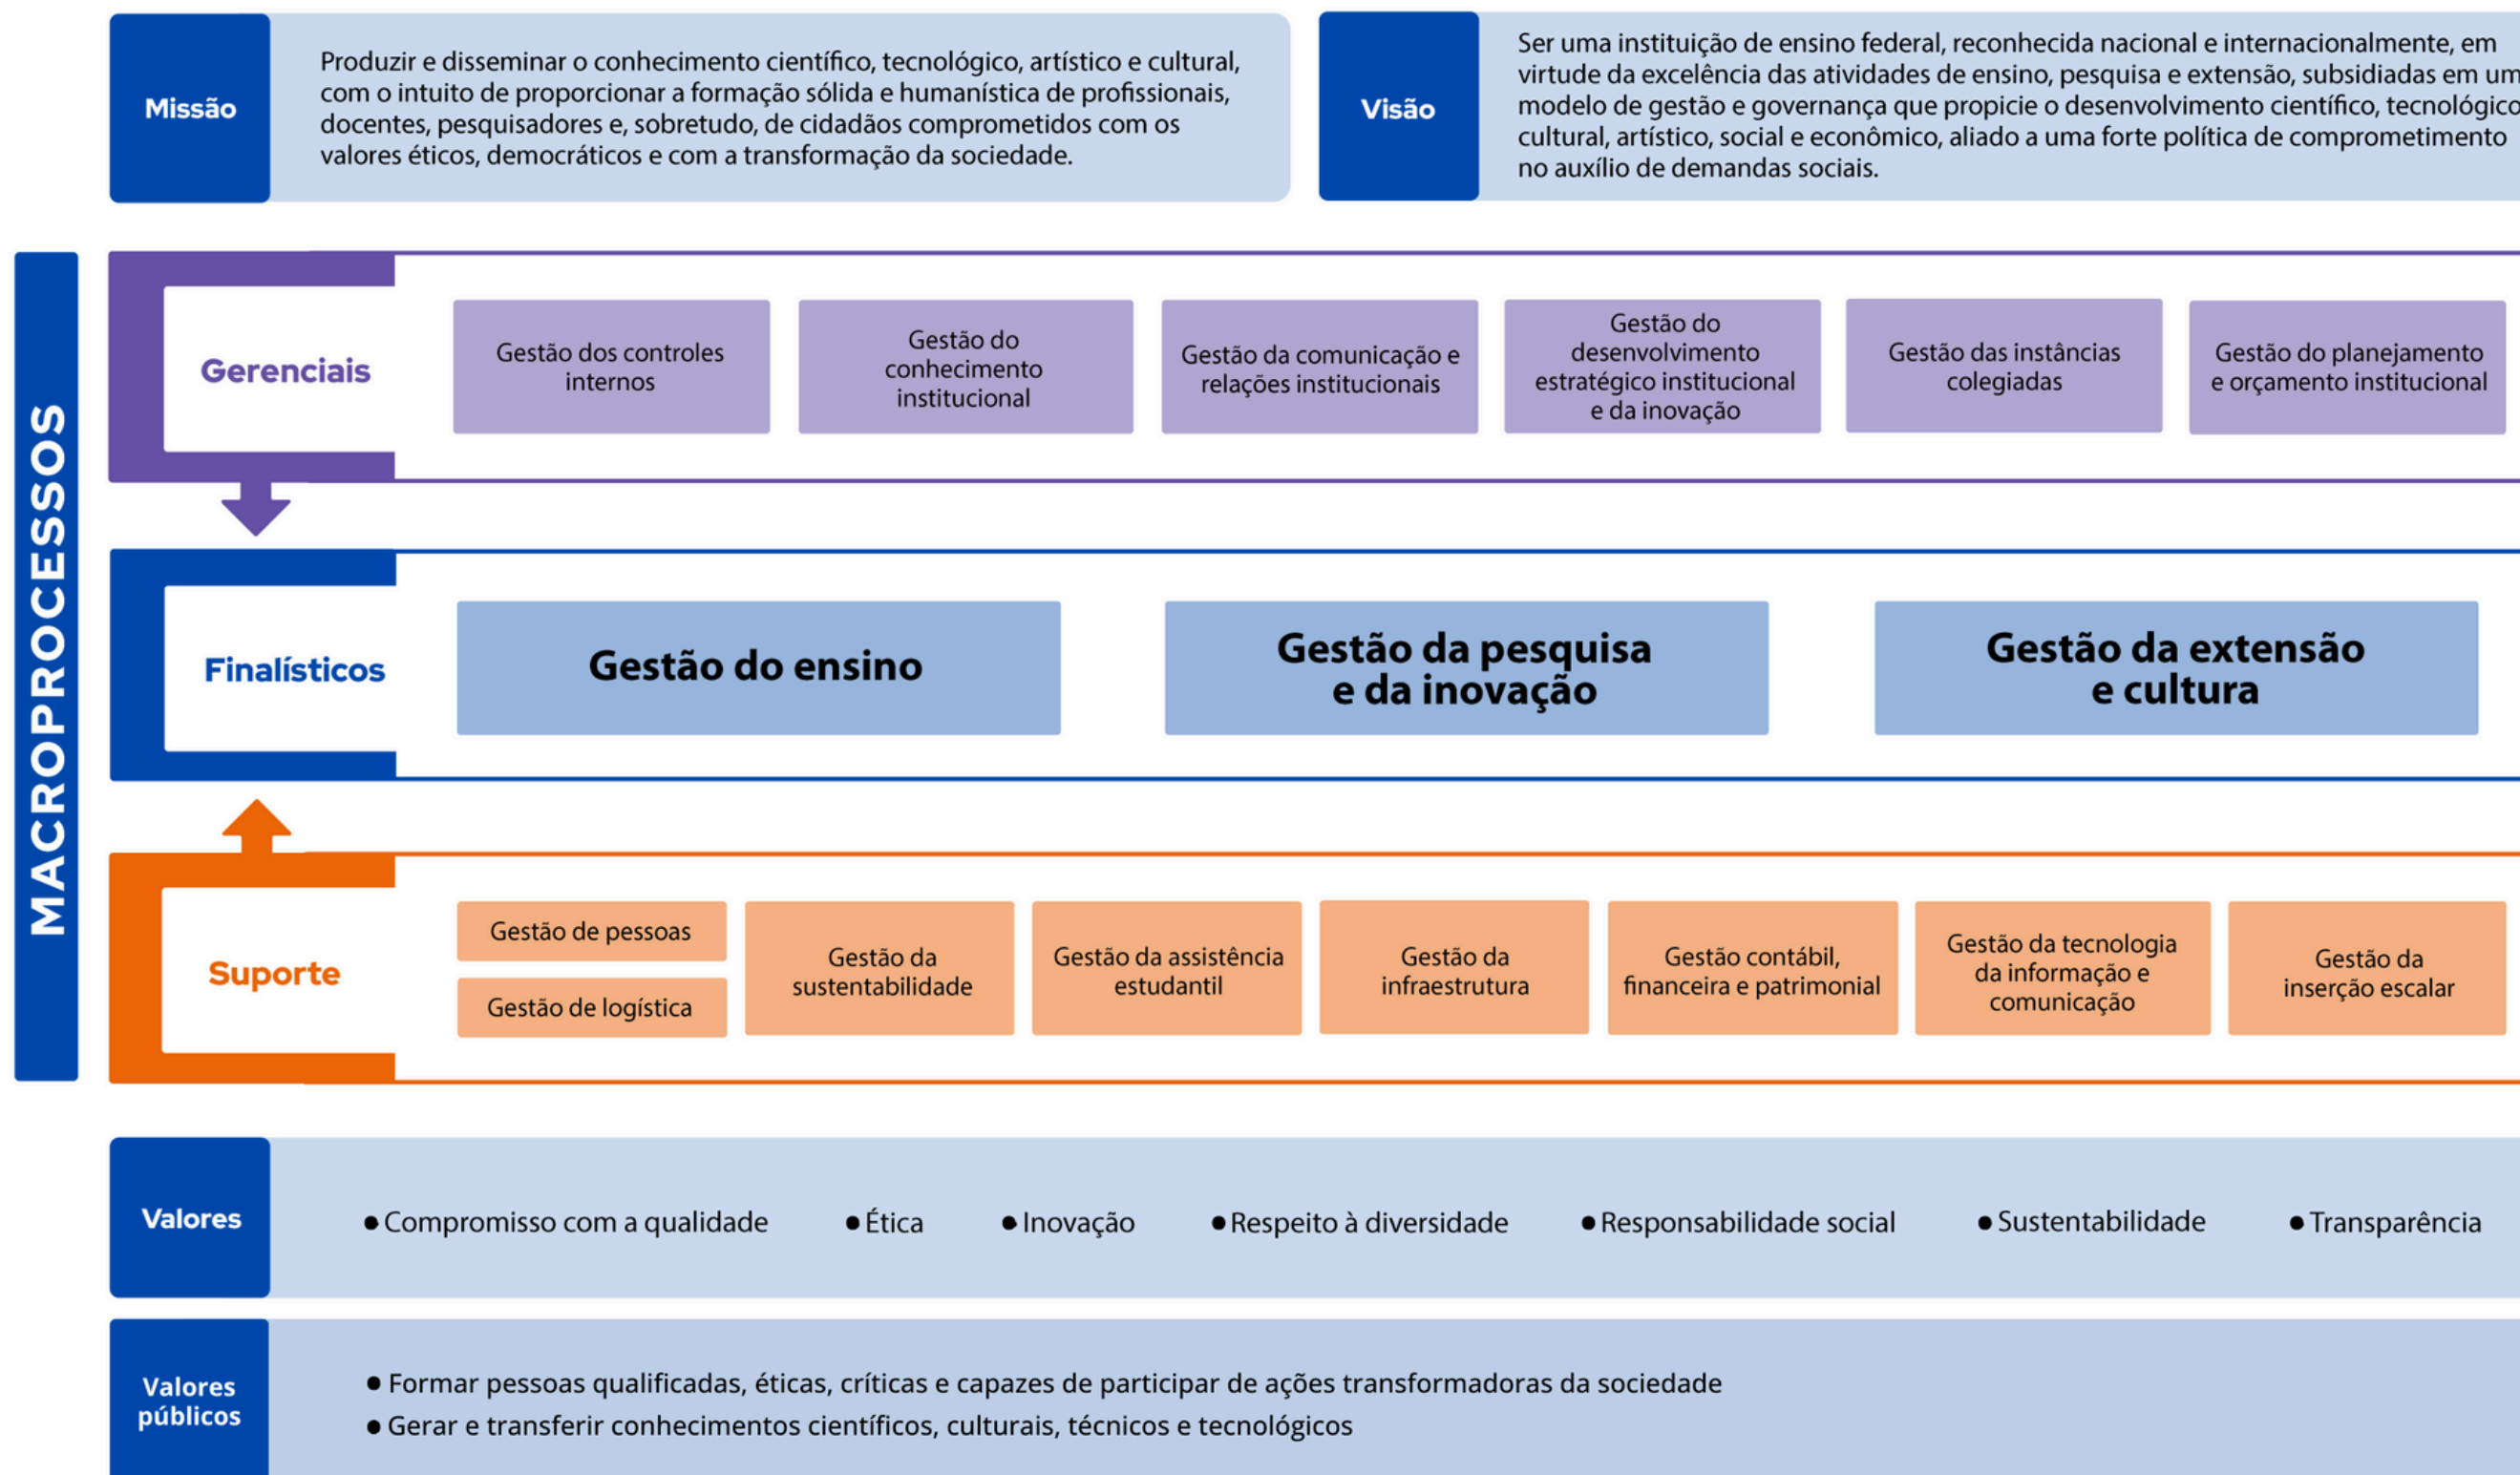 Missão
Produzir e disseminar o conhecimento científico, tecnológico, artístico e cultural,
com o intuito de proporcionar a formação sólida e humanística de profissionais,
docentes, pesquisadores e, sobretudo, de cidadãos comprometidos com os
valores éticos, democráticos e com a transformação da sociedade.
Visão
Ser uma instituição de ensino federal, reconhecida nacional e internacionalmente, em
virtude da excelência das atividades de ensino, pesquisa e extensão, subsidiadas em um
modelo de gestão e governança que propicie o desenvolvimento científico, tecnológico
cultural, artístico, social e econômico, aliado a uma forte política de comprometimento
no auxílio de demandas sociais.
MACROPROCESSOS
Gerenciais
Gestão dos controles
internos
Gestão do
conhecimento
institucional
Gestão da comunicação e
relações institucionais
Gestão do
desenvolvimento
estratégico institucional
e da inovação
Gestão das instâncias
colegiadas
Gestão do planejamento
e orçamento institucional
Finalísticos
Gestão do ensino
Gestão da pesquisa
e da inovação
Gestão da extensão
e cultura
Suporte
Gestão de pessoas
Gestão de logística
Gestão da
sustentabilidade
Gestão da assistência
estudantil
Gestão da
infraestrutura
Gestão contábil,
financeira e patrimonial
Gestão da tecnologia
da informação e
comunicação
Gestão da
inserção escalar
Valores
• Compromisso com a qualidade
• Ética
• Inovação
• Respeito à diversidade
• Responsabilidade social
• Sustentabilidade
• Transparência
Valores
públicos
• Formar pessoas qualificadas, éticas, críticas e capazes de participar de ações transformadoras da sociedade
• Gerar e transferir conhecimentos científicos, culturais, técnicos e tecnológicos